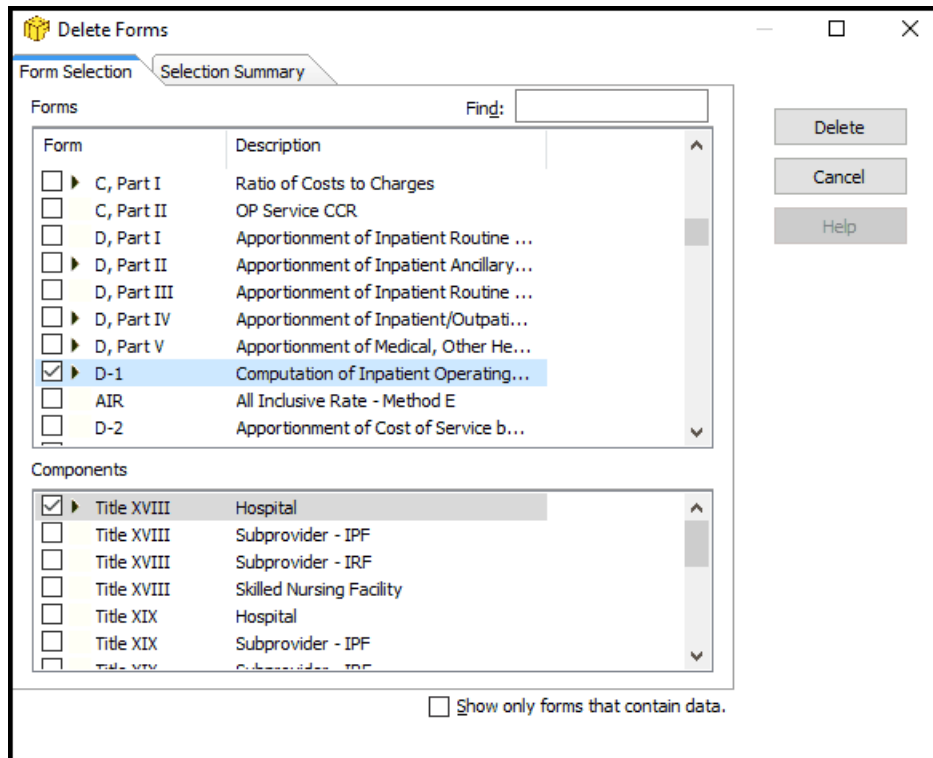 Delete Forms
Form Selection Selection Summary
Forms Find:
Delete
Form Description
Cancel
C, Part I Ratio of Costs to Charges
C, Part II OP Service CCR
Help
D, Part I Apportionment of Inpatient Routine ...
D, Part II Apportionment of Inpatient Ancillary...
D, Part III Apportionment of Inpatient Routine ...
D, Part IV Apportionment of Inpatient/Outpati...
D, Part V Apportionment of Medical, Other He...
D-1 Computation of Inpatient Operating...
AIR All Inclusive Rate - Method E
D-2 Apportionment of Cost of Service b...
Components
Title XVIII Hospital
Title XVIII Subprovider - IPF
Title XVIII Subprovider - IRF
Title XVIII Skilled Nursing Facility
Title XIX Hospital
Title XIX Subprovider - IPF
Title XIX Subprovider - IRF
Show only forms that contain data.